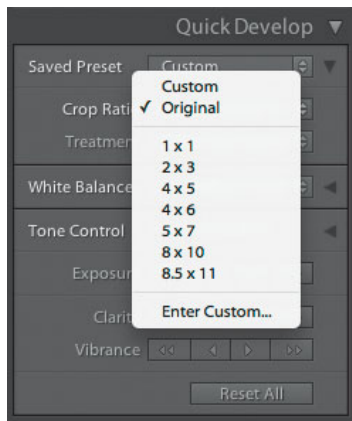 Quick Develop
Saved Preset Custom
Custom
Crop Rati ✓ Original
Treatmen
1 x 1
2 x 3
White Balance
4 x 5
4 x 6
Tone Control
5 x 7
8 x 10
Exposur
8.5 x 11
Clarit
Enter Custom...
Vibrance
Reset All